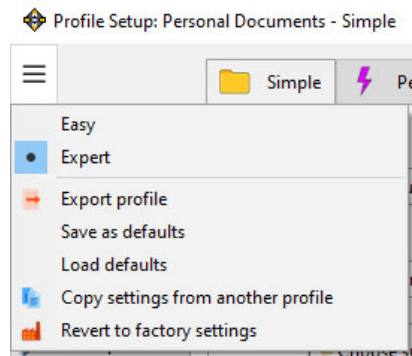 Profile Setup: Personal Documents - Simple
Simple
Easy
Expert
Export profile
Save as defaults
Load defaults
Copy settings from another profile
Revert to factory settings